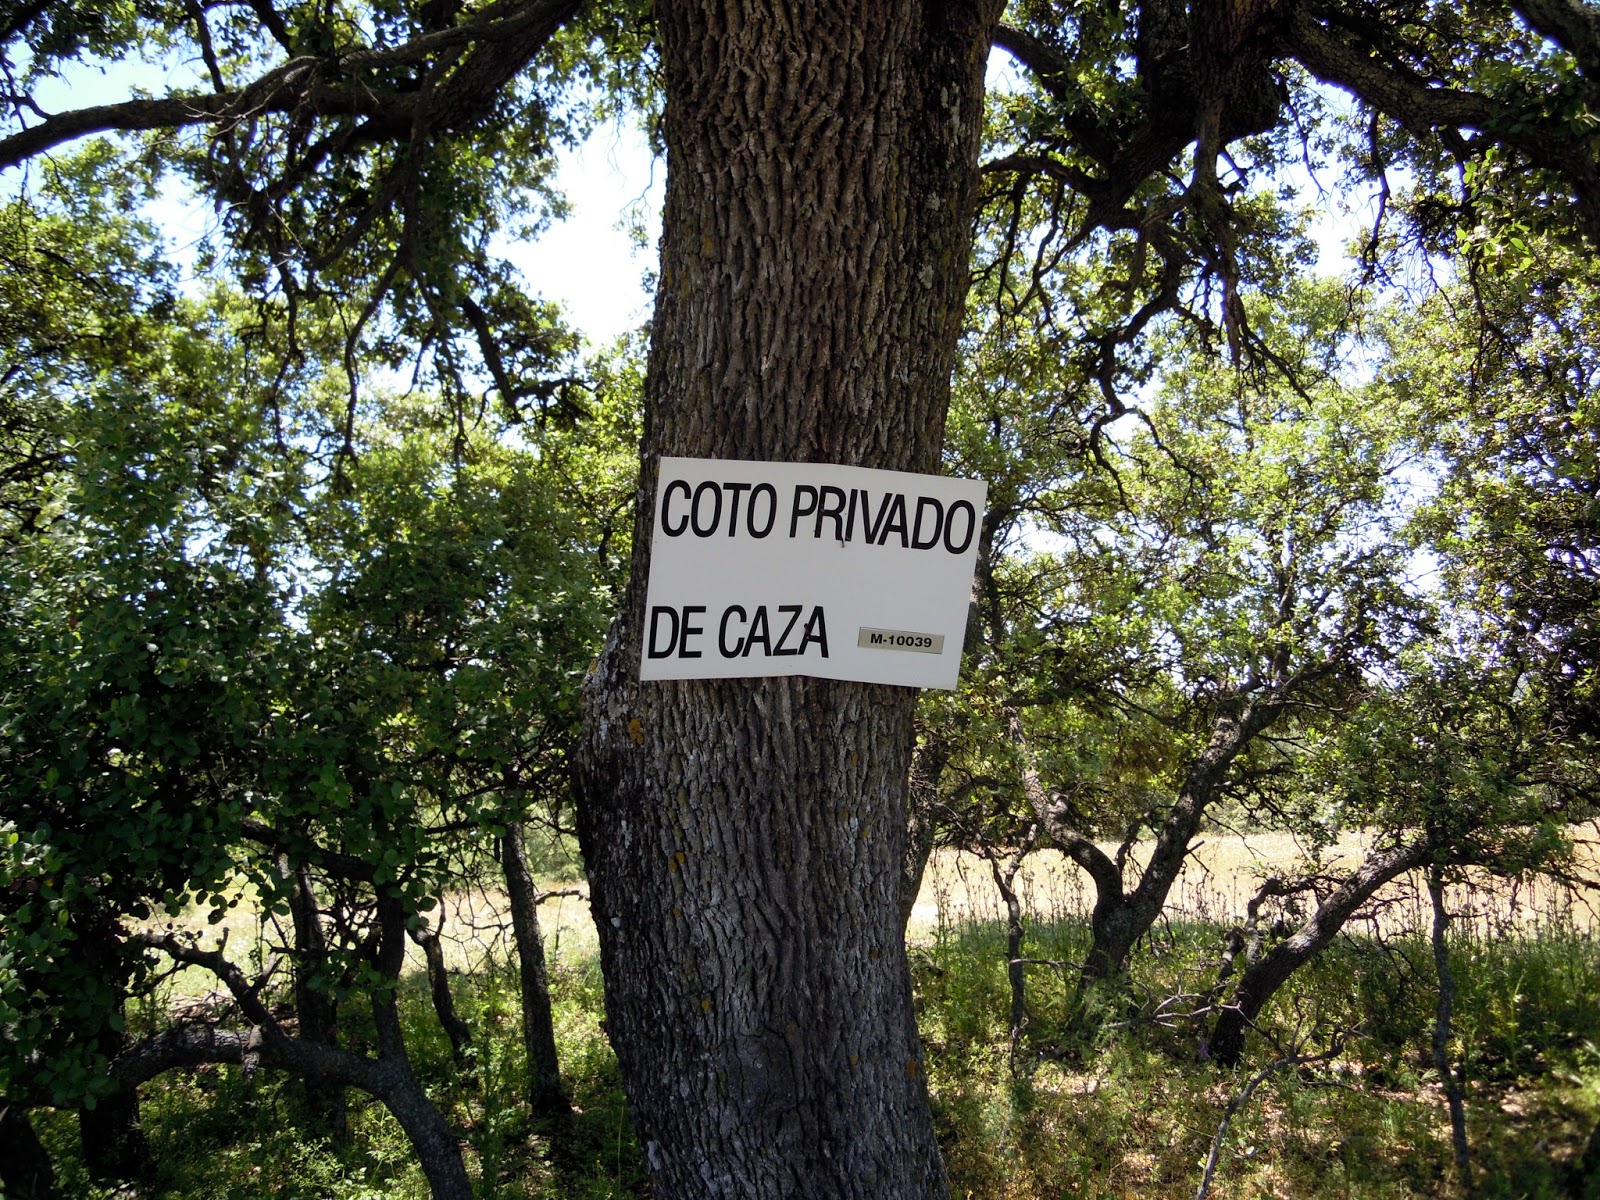 COTO PRIVADO
DE CAZA
M-10039